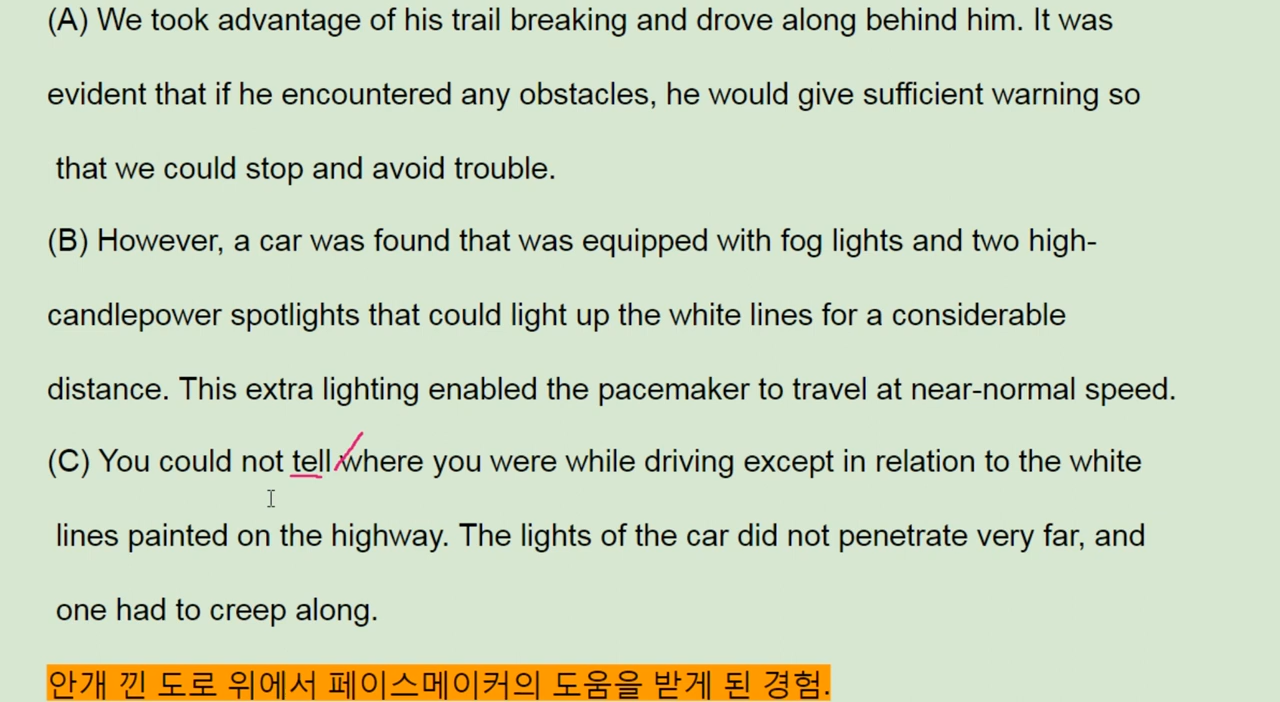 (A) We took advantage of his trail breaking and drove along behind him. It was
evident that if he encountered any obstacles, he would give sufficient warning so
that we could stop and avoid trouble.
(B) However, a car was found that was equipped with fog lights and two high-
candlepower spotlights that could light up the white lines for a considerable
distance. This extra lighting enabled the pacemaker to travel at near-normal speed.
(C) You could not tell where you were while driving except in relation to the white
lines painted on the highway. The lights of the car did not penetrate very far, and
one had to creep along.
안개 낀 도로 위에서 페이스메이커의 도움을 받게 된 경험.